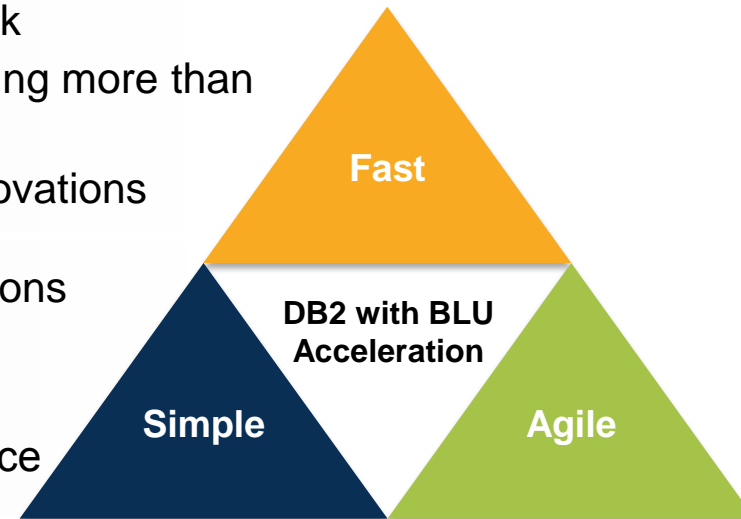 k
ng more than
ovations
ons
ce
Fast
DB2 with BLU
Acceleration
Simple
Agile